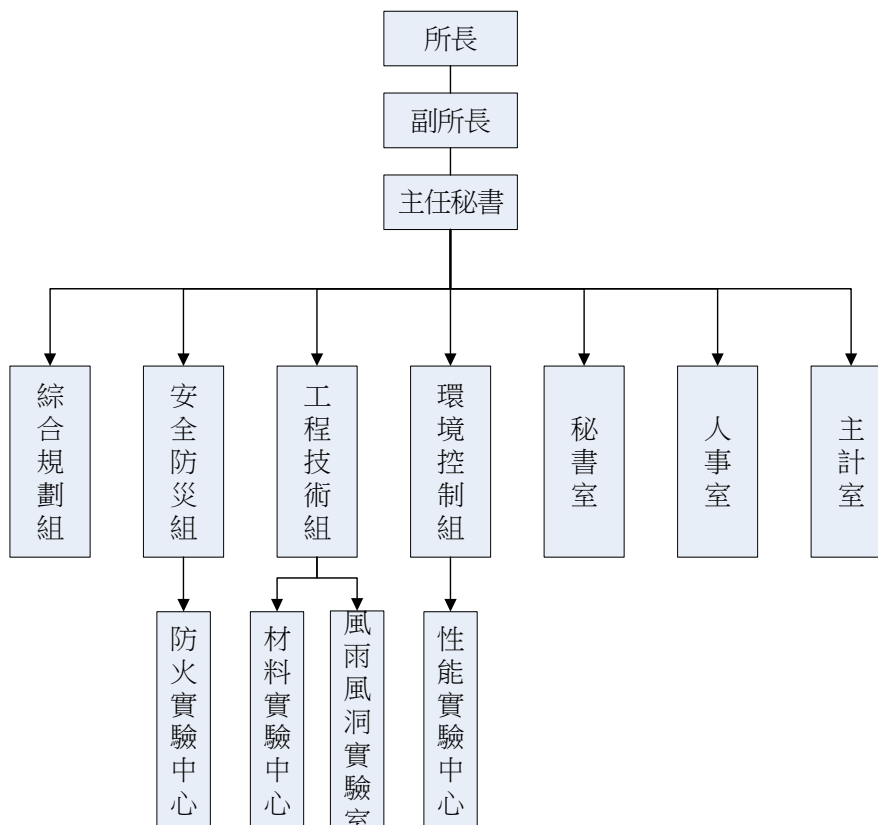 所長
副所長
主任秘書
綜合規劃組
安全防災組
工程技術組
環境控制組
秘書室
人事室
主計室
防火實驗中心
材料實驗中心
風雨風洞實驗室
性能實驗中心